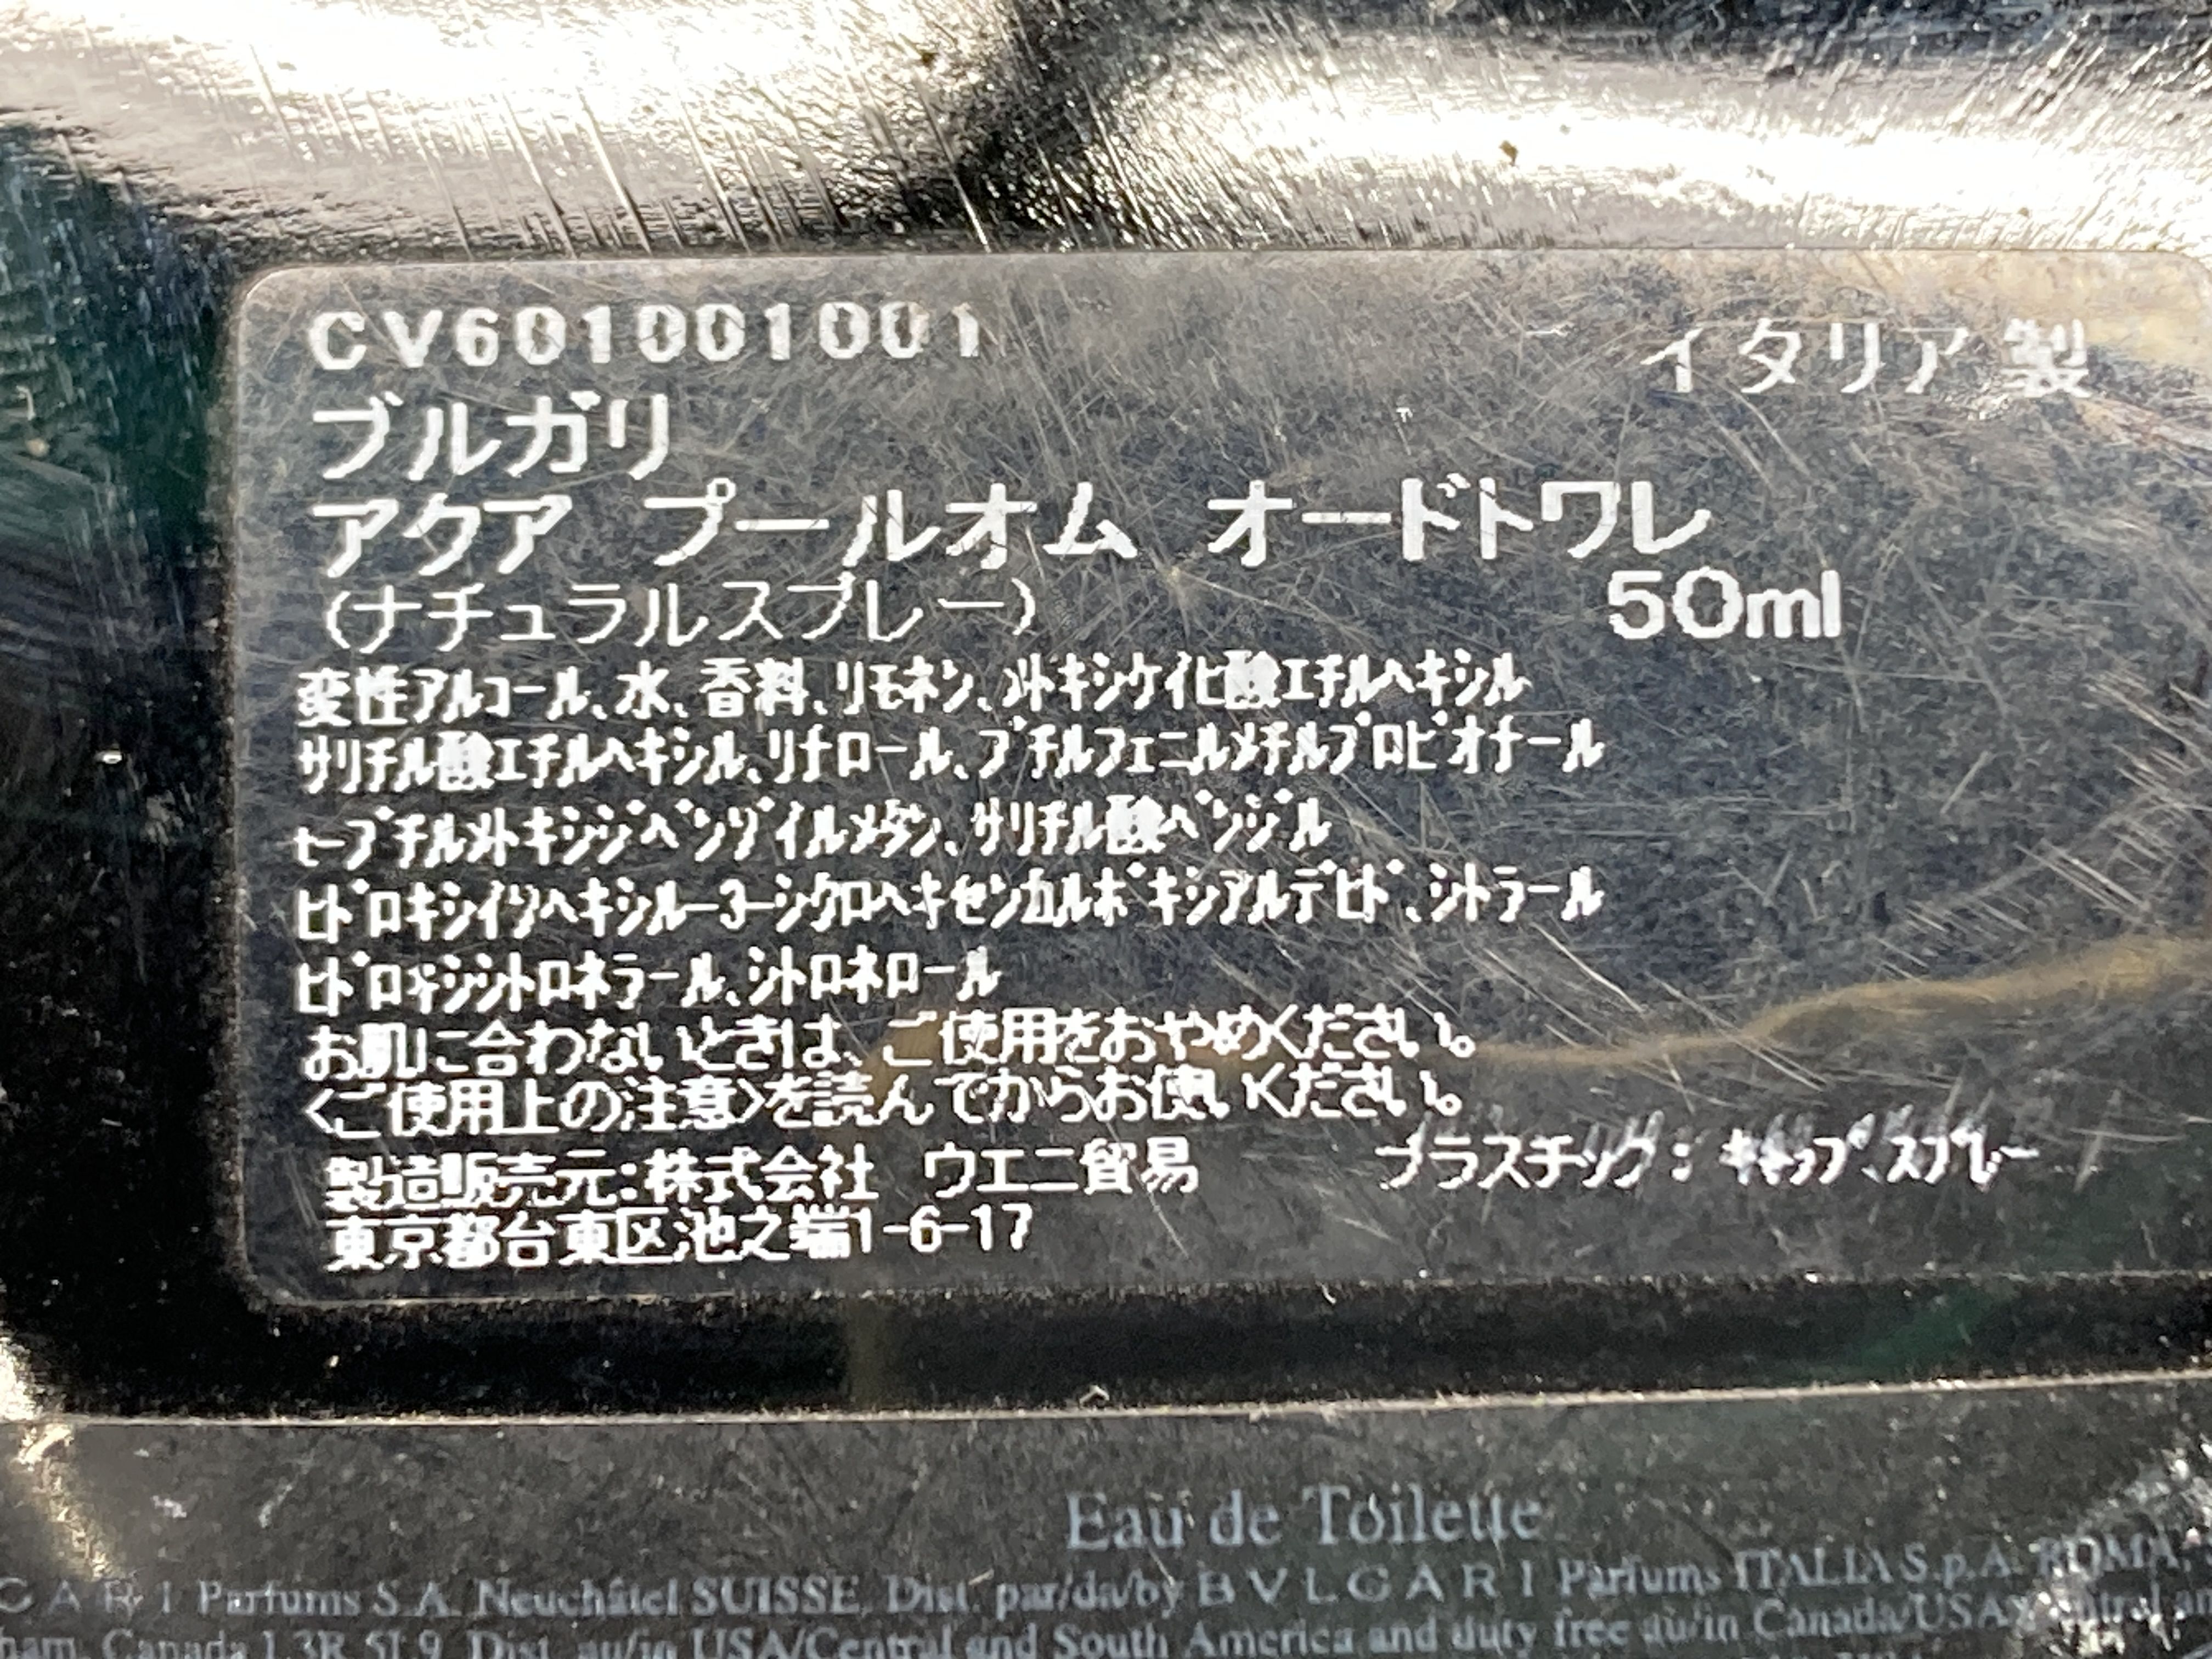 CV601001001
イタリア製
ブルガリ
アクア プールオム オードトワレ
(ナチュラルスプレー)
50ml
変性アルコール、水、香料、リモネン、メトキシケイヒ酸エチルヘキシル
サリチル酸エチルヘキシル、リナロール、ブチルフェニルメチルプロピオナール
t-ブチルメトキシジベンゾイルメタン、サリチル酸ベンジル
ヒドロキシイソヘキシル-3-シクロヘキセンカルボキシアルデヒド、シトラール
ヒドロキシシトロネラール、シトロネロール
お肌に合わないときは、ご使用をおやめください。
<ご使用上の注意>を読んでからお使いください。
製造販売元:株式会社 ウエニ貿易
プラスチック:キャップ、スプレー
東京都台東区池之端1-6-17
Eau de Toilette
GARI Parfums S.A. Neuchâtel SUISSE. Dist. par/da/by BVLGARI Parfums ITALIA S.p.A. ROMA
ham, Canada L3R 5L9. Dist. au/in USA/Central and South America and duty free au/in Canada/USA